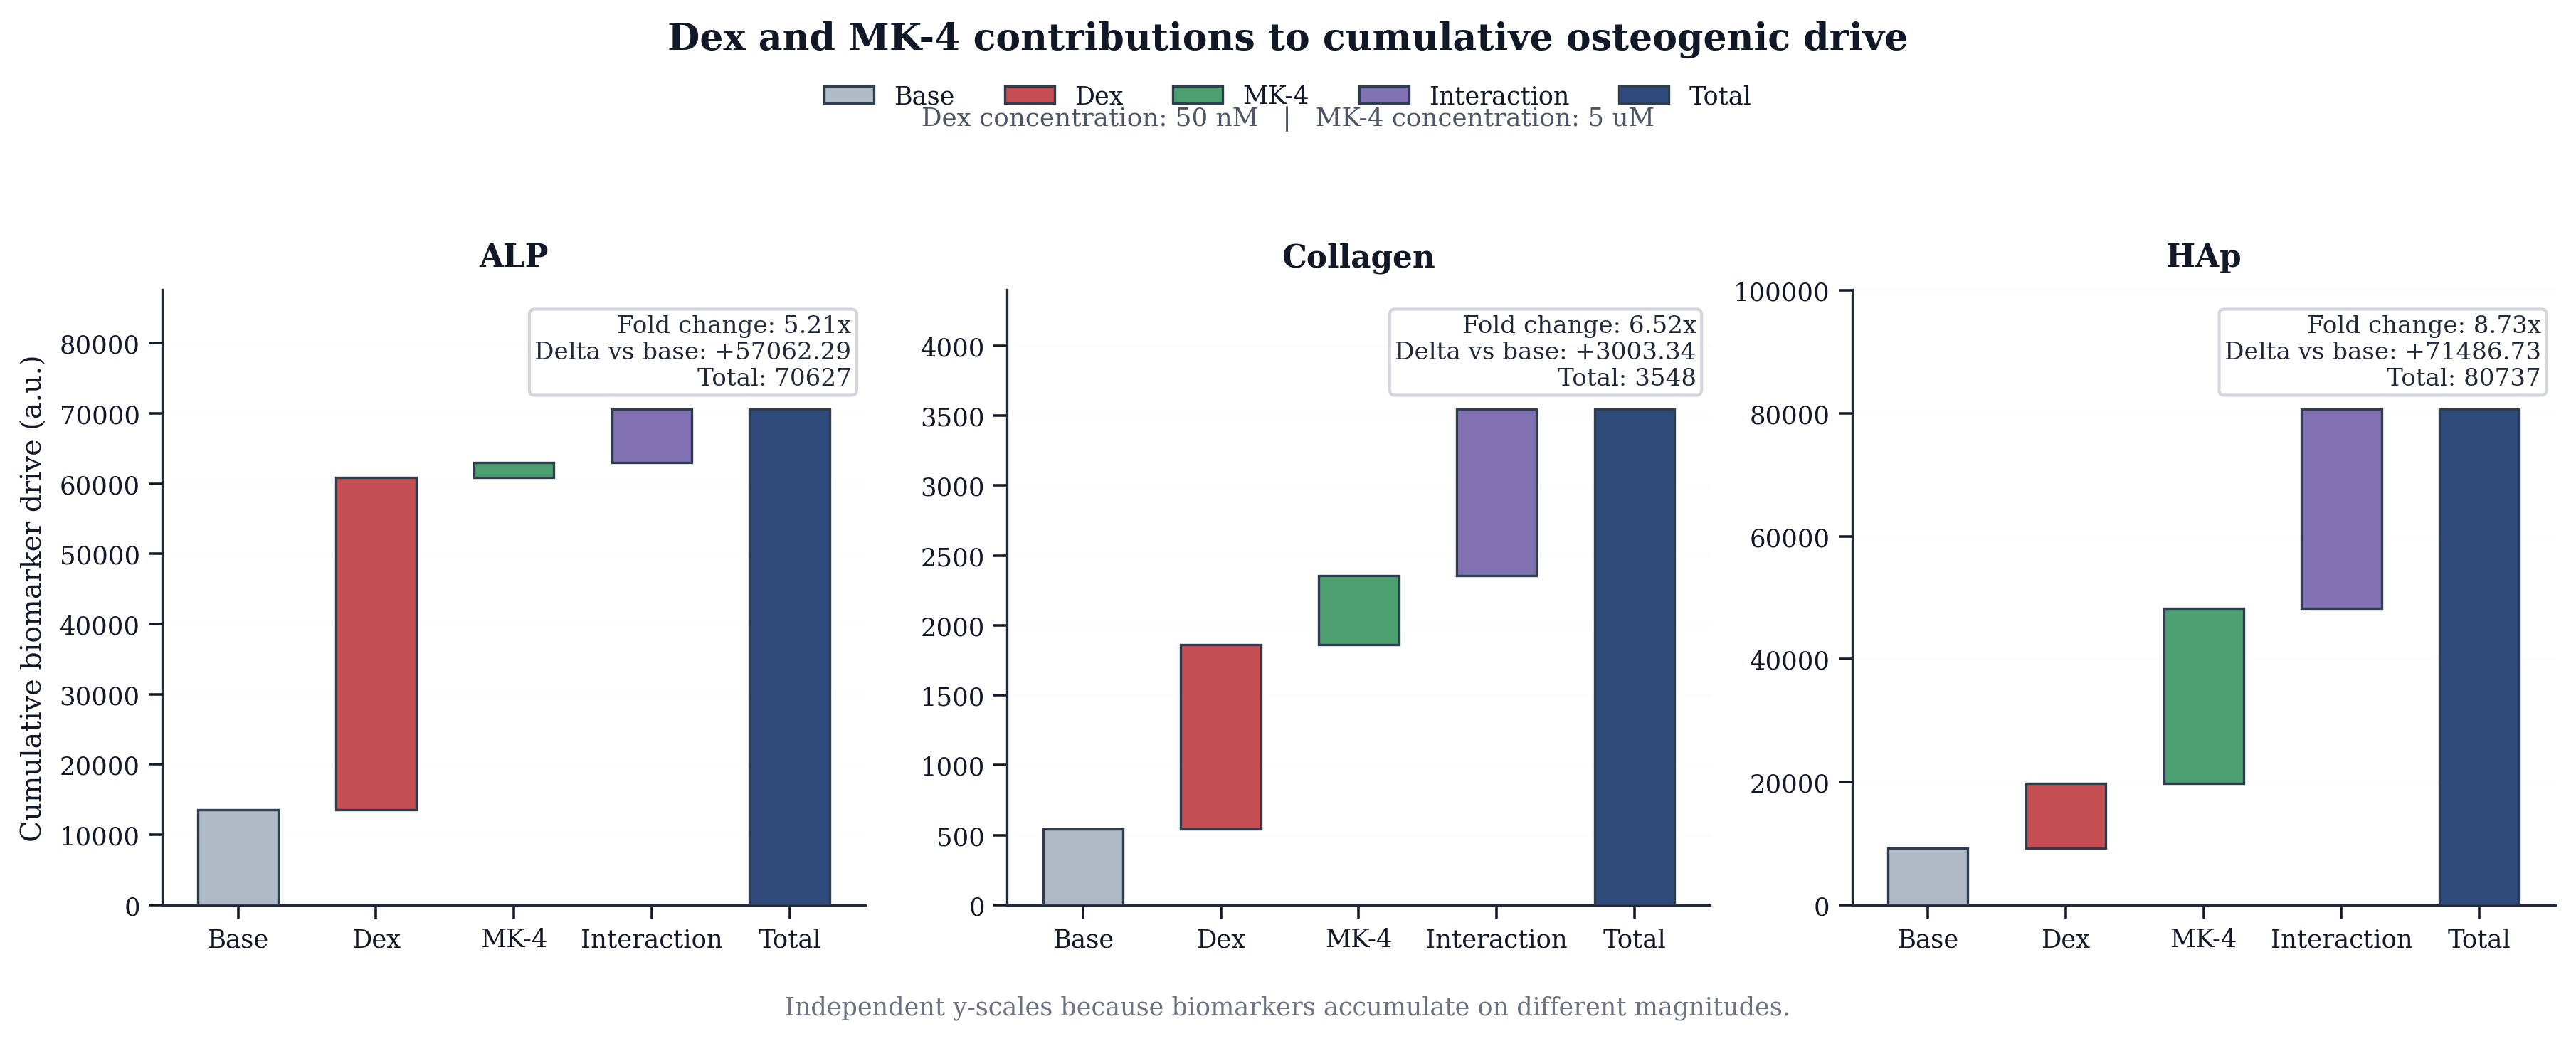 Dex and MK-4 contributions to cumulative osteogenic drive
Base Dex MK-4 Interaction Total
Dex concentration: 50 nM | MK-4 concentration: 5 uM
ALP
Cumulative biomarker drive (a.u.)
80000
70000
60000
50000
40000
30000
20000
10000
0
Fold change: 5.21x
Delta vs base: +57062.29
Total: 70627
Base Dex MK-4 Interaction Total
Collagen
4000
3500
3000
2500
2000
1500
1000
500
0
Fold change: 6.52x
Delta vs base: +3003.34
Total: 3548
Base Dex MK-4 Interaction Total
HAp
100000
80000
60000
40000
20000
0
Fold change: 8.73x
Delta vs base: +71486.73
Total: 80737
Base Dex MK-4 Interaction Total
Independent y-scales because biomarkers accumulate on different magnitudes.